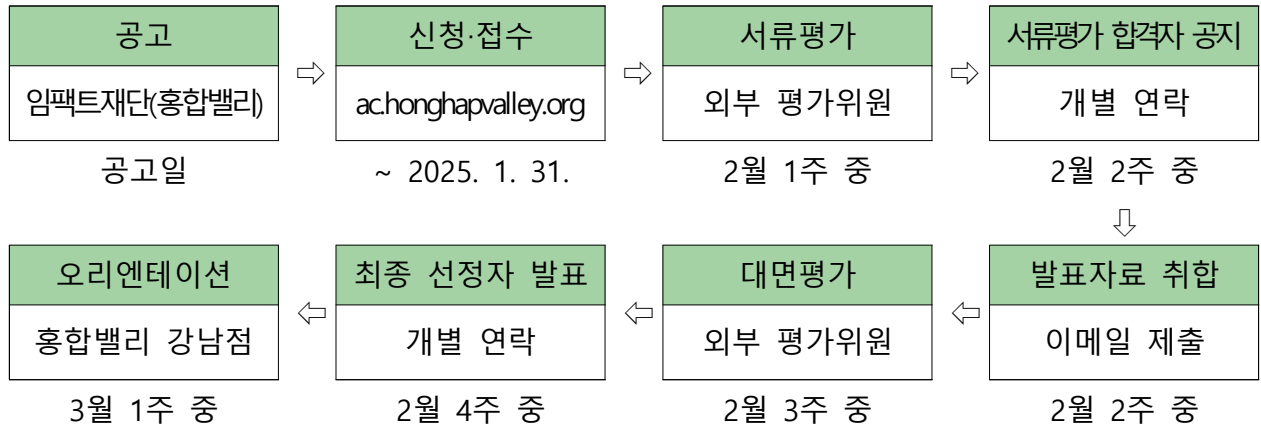 공고 ⇨ 신청·접수 ⇨ 서류평가 ⇨ 서류평가 합격자 공지
임팩트재단(홍합밸리) ac.honghapvalley.org 외부 평가위원 개별 연락
공고일 ~ 2025. 1. 31. 2월 1주 중 2월 2주 중
⇩
오리엔테이션 ⇦ 최종 선정자 발표 ⇦ 대면평가 ⇦ 발표자료 취합
홍합밸리 강남점 개별 연락 외부 평가위원 이메일 제출
3월 1주 중 2월 4주 중 2월 3주 중 2월 2주 중